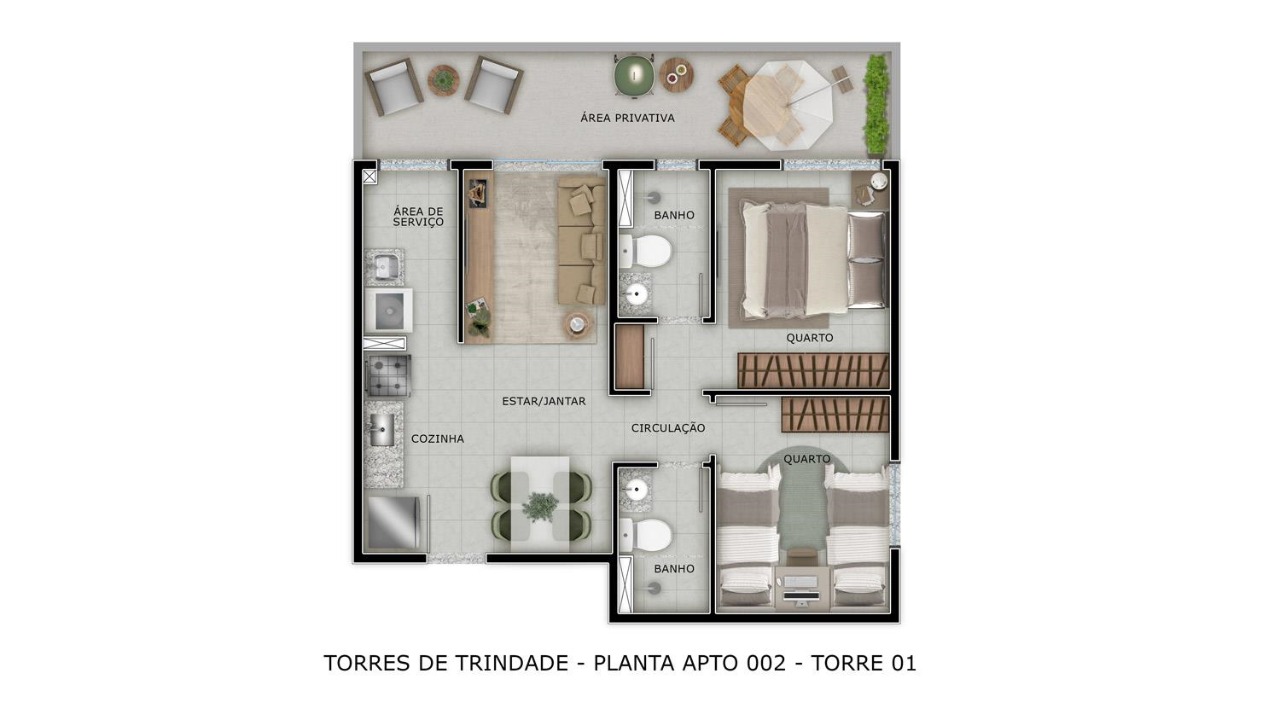 ÁREA PRIVATIVA
ÁREA DE
SERVIÇO
BANHO
QUARTO
ESTAR/JANTAR
CIRCULAÇÃO
COZINHA
QUARTO
BANHO
TORRES DE TRINDADE - PLANTA APTO 002 - TORRE 01